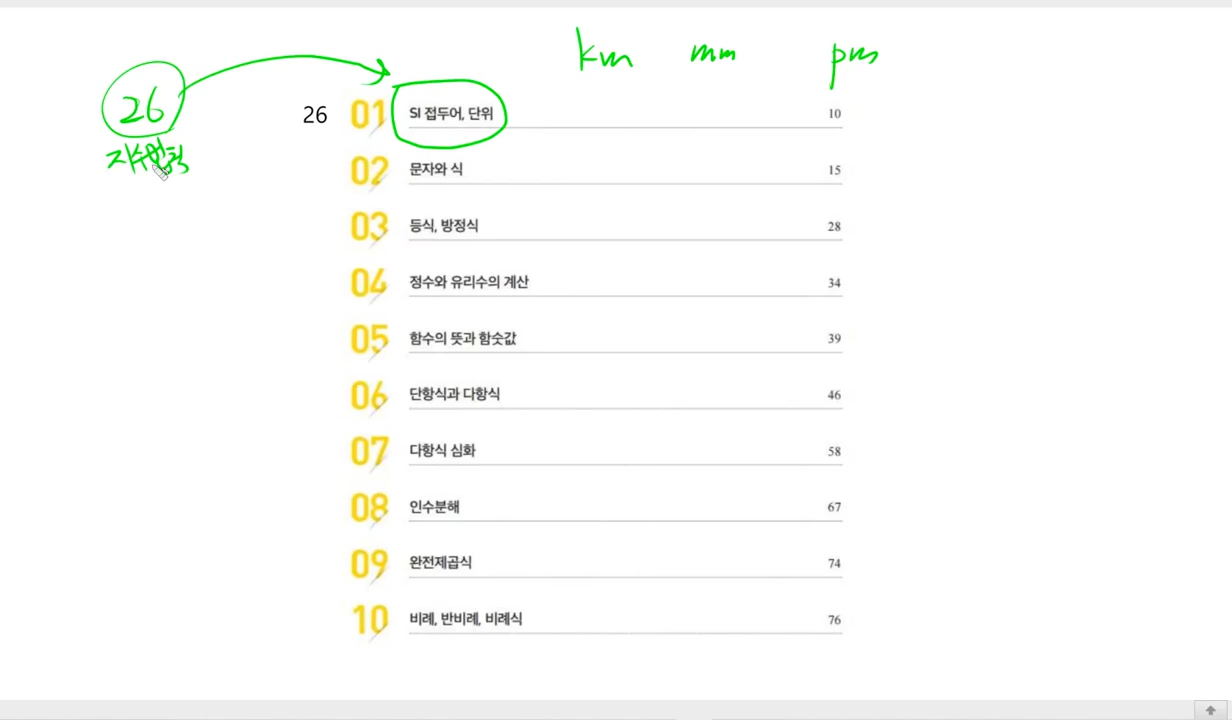 km mm pm
26
지수법칙
26 01 SI 접두어, 단위 10
02 문자와 식 15
03 등식, 방정식 28
04 정수와 유리수의 계산 34
05 함수의 뜻과 함숫값 39
06 단항식과 다항식 46
07 다항식 심화 58
08 인수분해 67
09 완전제곱식 74
10 비례, 반비례, 비례식 76